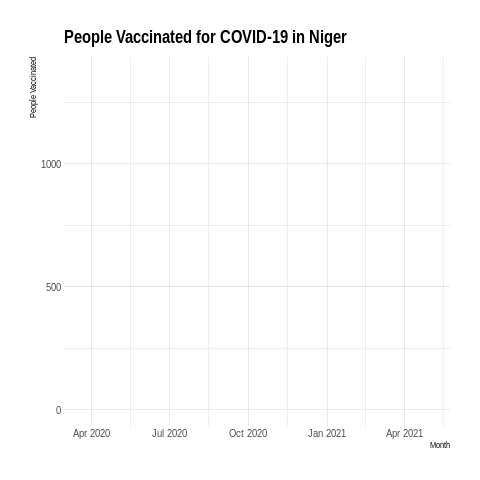 People Vaccinated for COVID-19 in Niger
People Vaccinated
1000
500
0
Apr 2020 Jul 2020 Oct 2020 Jan 2021 Apr 2021
Month